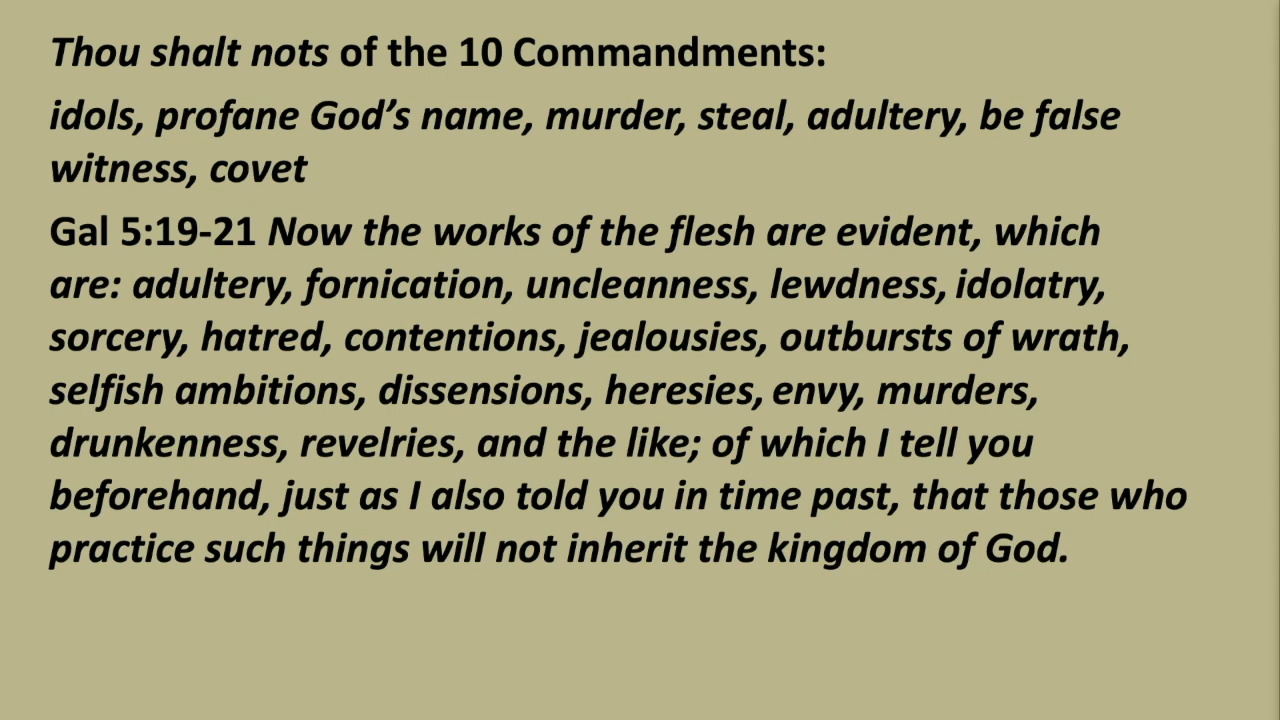 Thou shalt nots of the 10 Commandments:
idols, profane God’s name, murder, steal, adultery, be false
witness, covet
Gal 5:19-21 Now the works of the flesh are evident, which
are: adultery, fornication, uncleanness, lewdness, idolatry,
sorcery, hatred, contentions, jealousies, outbursts of wrath,
selfish ambitions, dissensions, heresies, envy, murders,
drunkenness, revelries, and the like; of which I tell you
beforehand, just as I also told you in time past, that those who
practice such things will not inherit the kingdom of God.